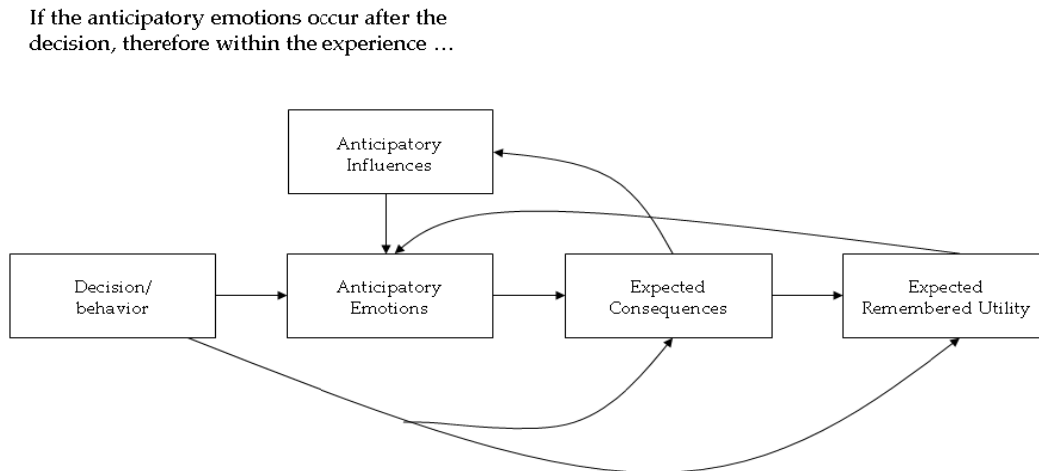 If the anticipatory emotions occur after the
decision, therefore within the experience …
Anticipatory
Influences
Decision/
behavior
Anticipatory
Emotions
Expected
Consequences
Expected
Remembered Utility